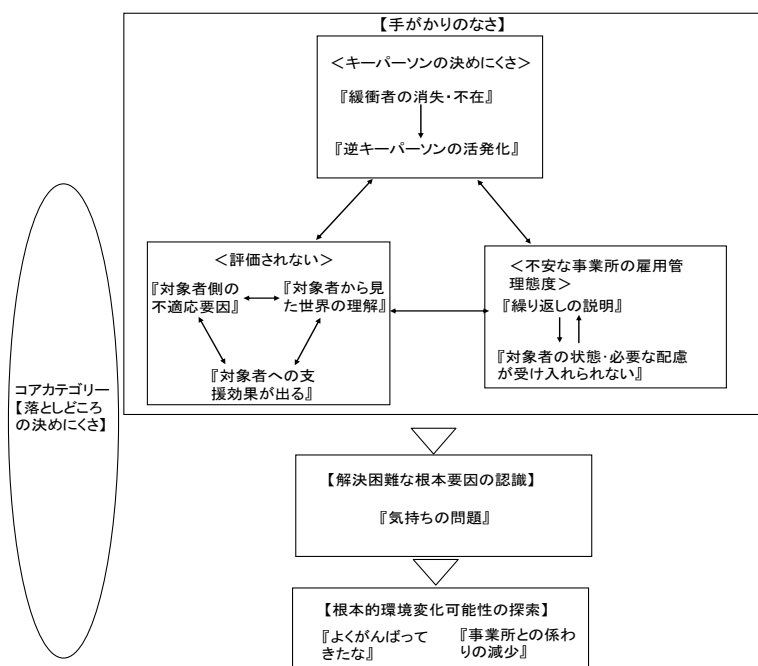 【手がかりのなさ】
＜キーパーソンの決めにくさ＞
『緩衝者の消失・不在』
『逆キーパーソンの活発化』
＜評価されない＞
『対象者側の
不適応要因』
『対象者から見
た世界の理解』
『対象者への支
援効果が出る』
＜不安な事業所の雇用管
理態度＞
『繰り返しの説明』
『対象者の状態・必要な配慮
が受け入れられない』
コアカテゴリー
【落としどころ
の決めにくさ】
【解決困難な根本要因の認識】
『気持ちの問題』
【根本的環境変化可能性の探索】
『よくがんばって
きたな』
『事業所との係わ
りの減少』